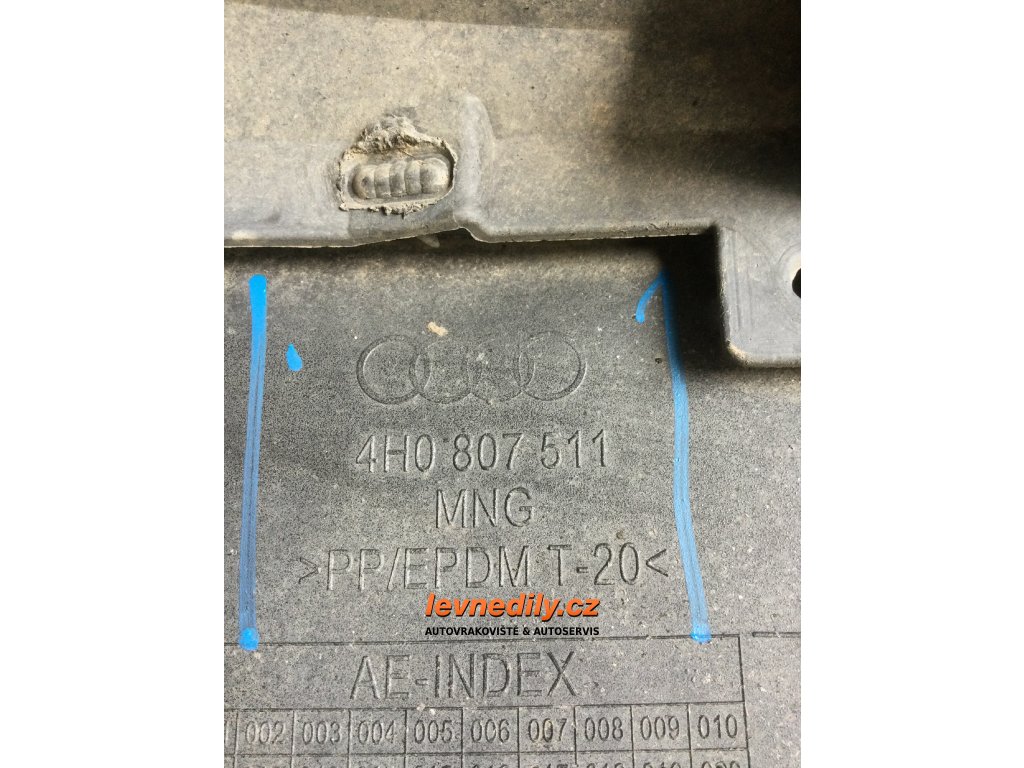 4H0 807 511
MNG
>PP/EPDM T-20<
levnedily.cz
AUTOVRAKOVIŠTĚ & AUTOSERVIS
AE-INDEX
002 003 004 005 006 007 008 009 010